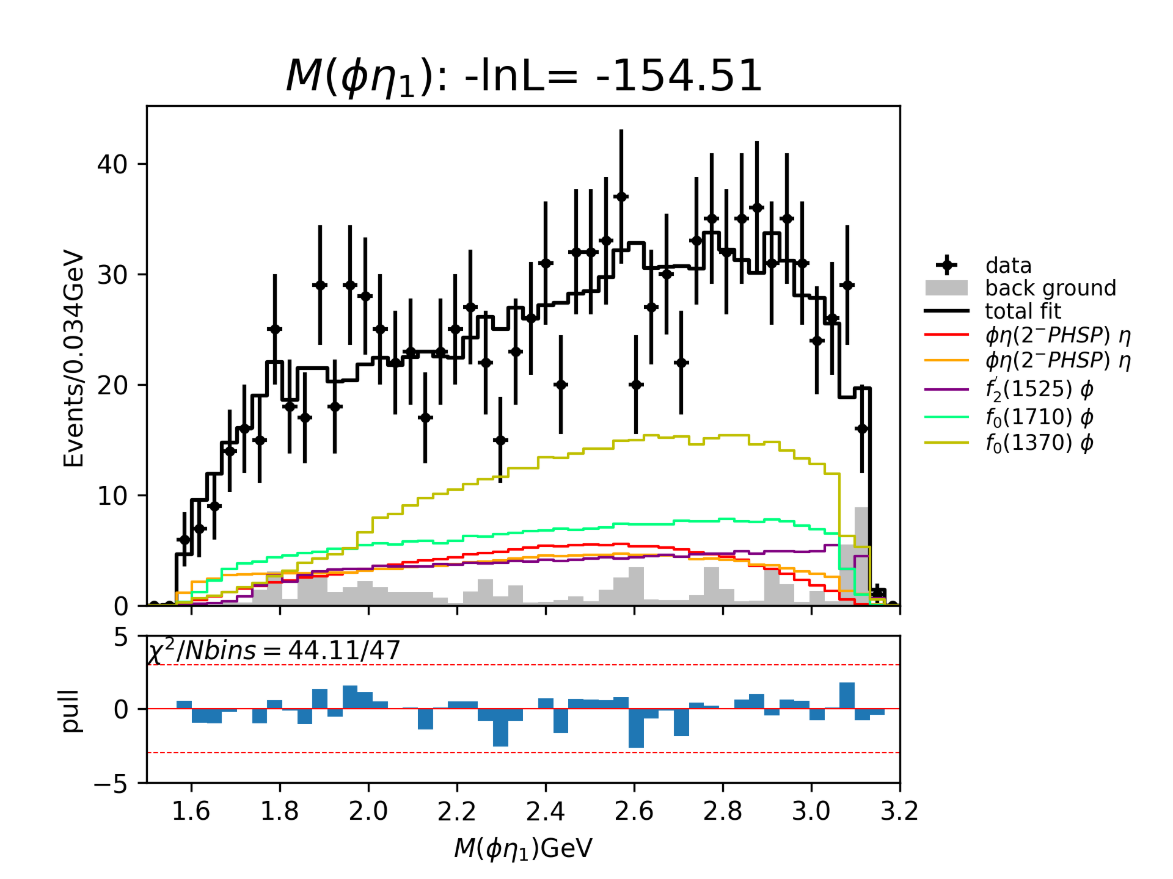 M(ϕη₁): -lnL= -154.51
Events/0.034GeV
40
30
20
10
0
data
back ground
total fit
ϕη(2⁻PHSP) η
ϕη(2⁻PHSP) η
f₂′(1525) ϕ
f₀(1710) ϕ
f₀(1370) ϕ
χ²/Nbins = 44.11/47
pull
5
0
−5
1.6 1.8 2.0 2.2 2.4 2.6 2.8 3.0 3.2
M(ϕη₁)GeV